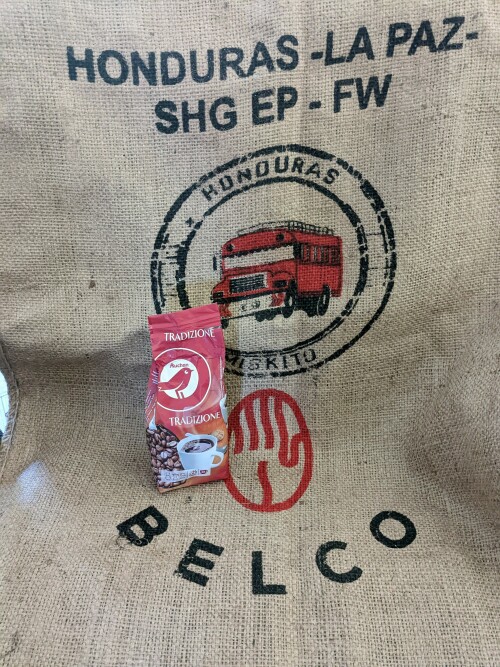 HONDURAS -LA PAZ-
SHG EP - FW
HONDURAS
MISKITO
TRADIZIONE
Auchan
TRADIZIONE
BELCO